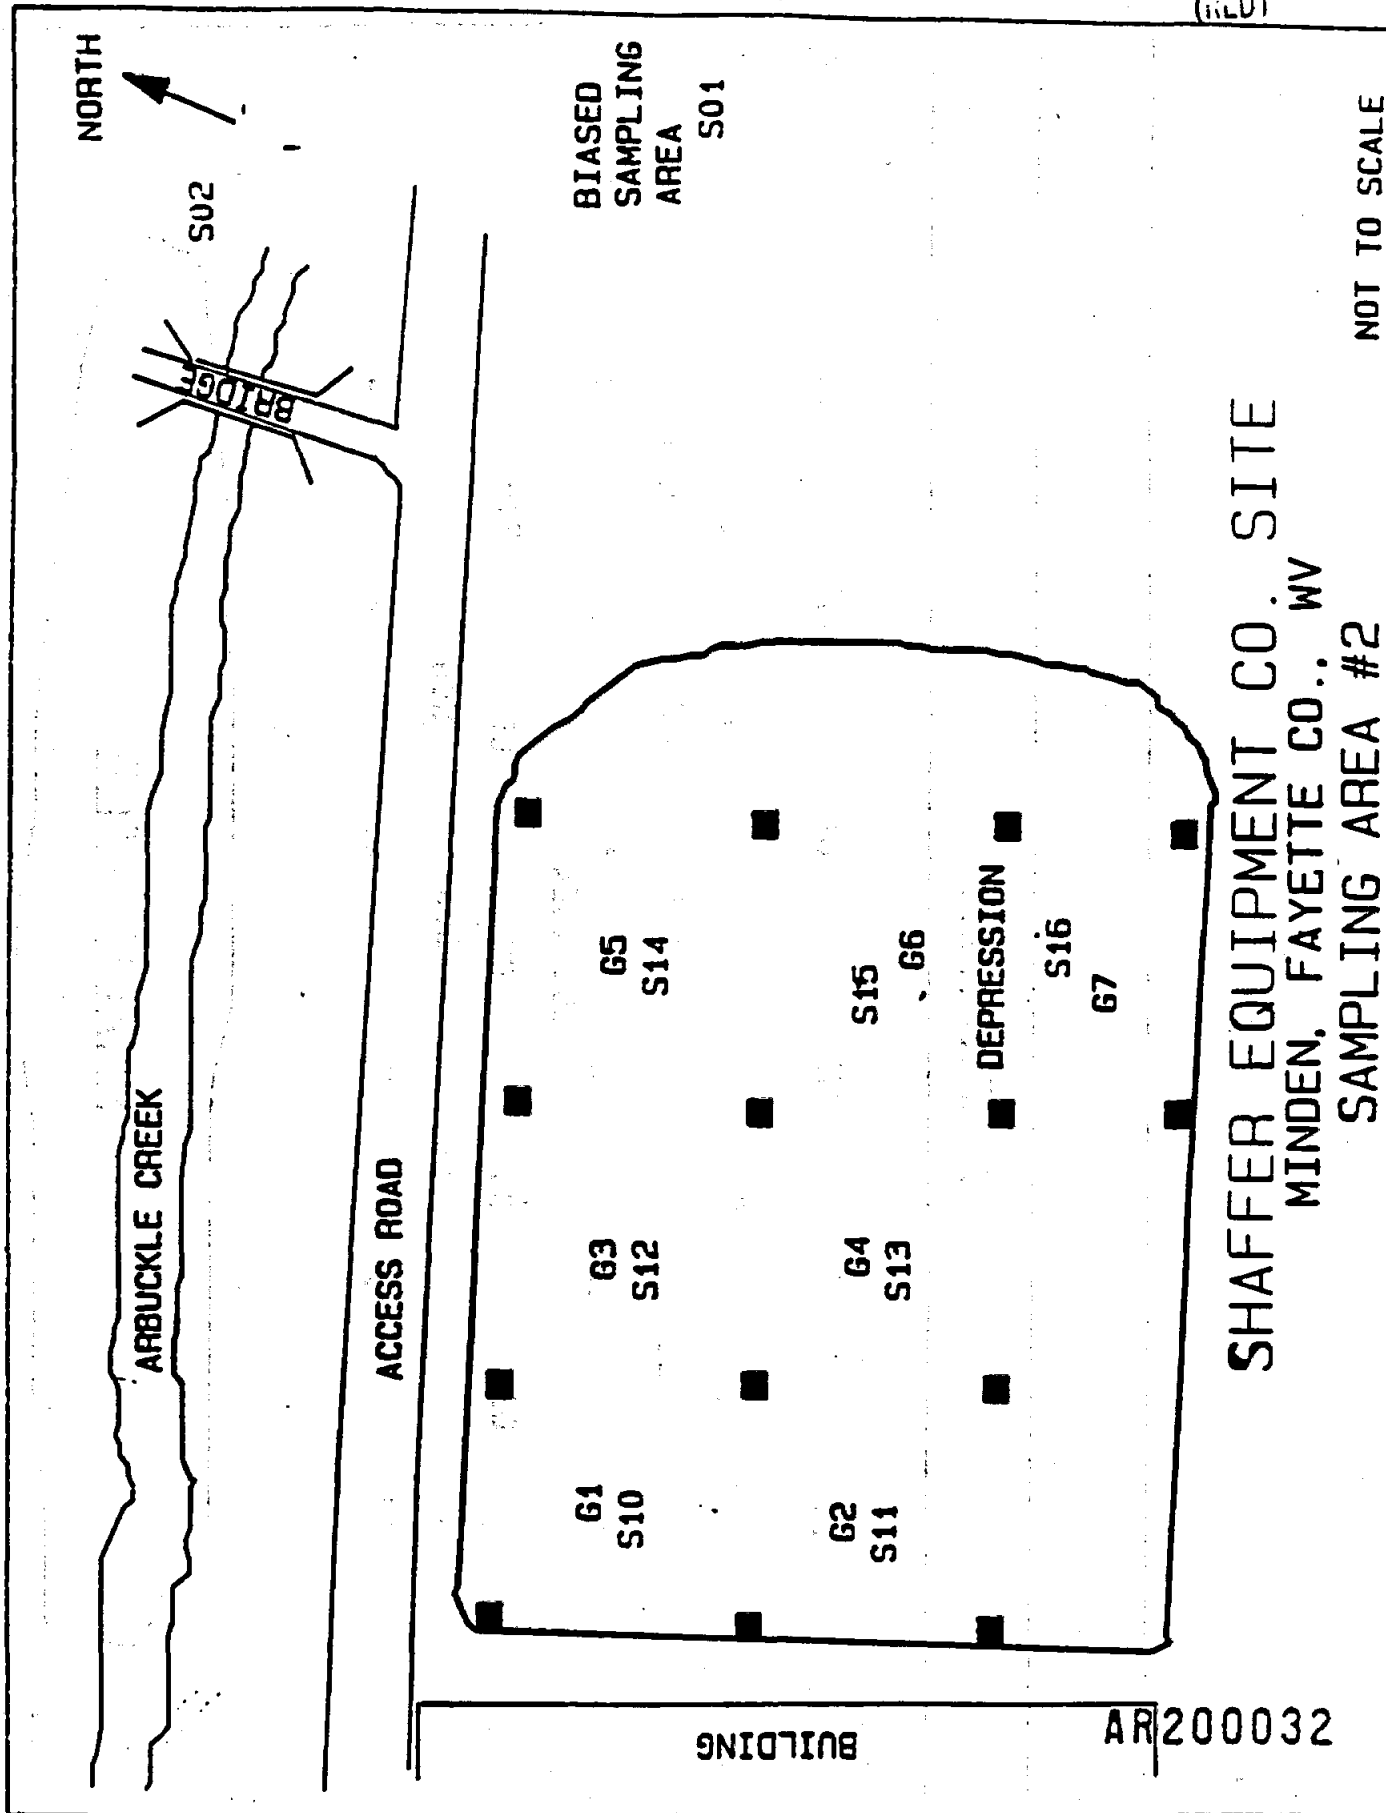 NORTH
S02
BIASED
SAMPLING
AREA
S01
BRIDGE
ARBUCKLE CREEK
ACCESS ROAD
G1
S10
G3
S12
G5
S14
G2
S11
G4
S13
S15
G6
DEPRESSION
S16
G7
BUILDING
NOT TO SCALE
SHAFFER EQUIPMENT CO. SITE
MINDEN, FAYETTE CO., WV
SAMPLING AREA #2
AR200032